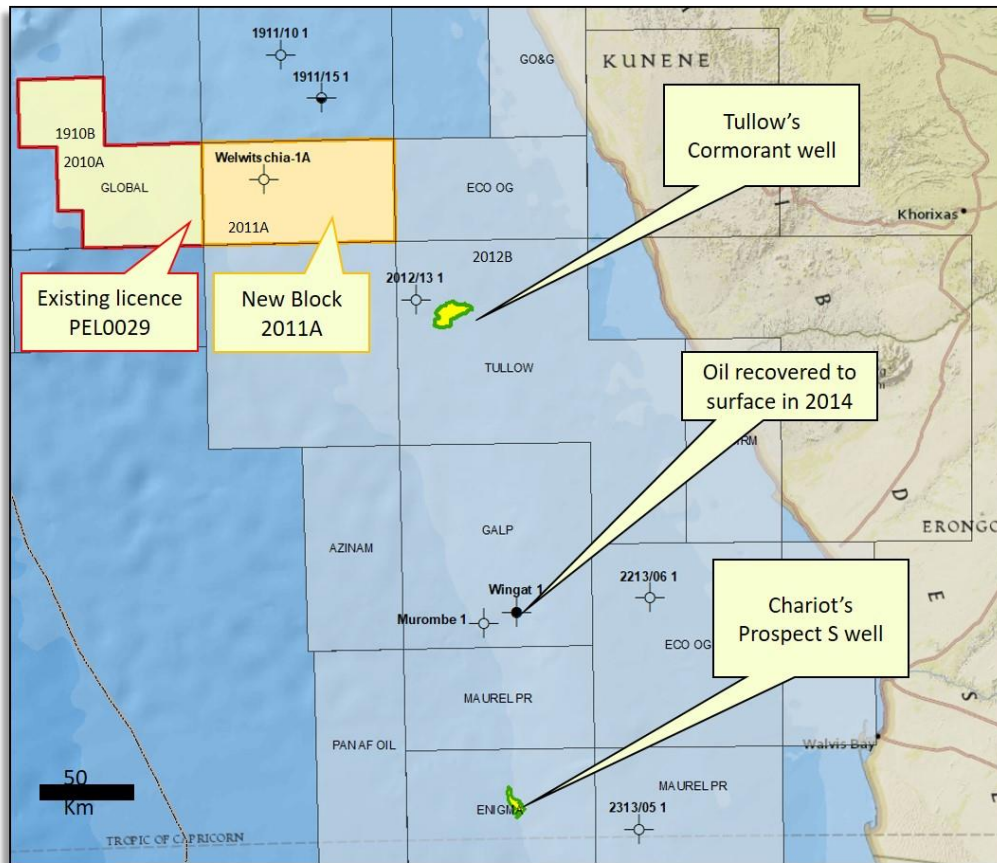 1911/10 1
GO&G
KUNENE
1911/15 1
Tullow's
Cormorant well
1910B
2010A
GLOBAL
Welwitschia-1A
2011A
ECO OG
Khorixas
2012B
2012/13 1
Existing licence
PEL0029
New Block
2011A
TULLOW
Oil recovered to
surface in 2014
GALP
AZINAM
ERONGO
Wingat 1
Murombe 1
2213/06 1
ECO OG
Chariot's
Prospect S well
MAUREL PR
PAN AF OIL
Walvis Bay
MAUREL PR
ENIGMA
2313/05 1
50
Km
TROPIC OF CAPRICORN